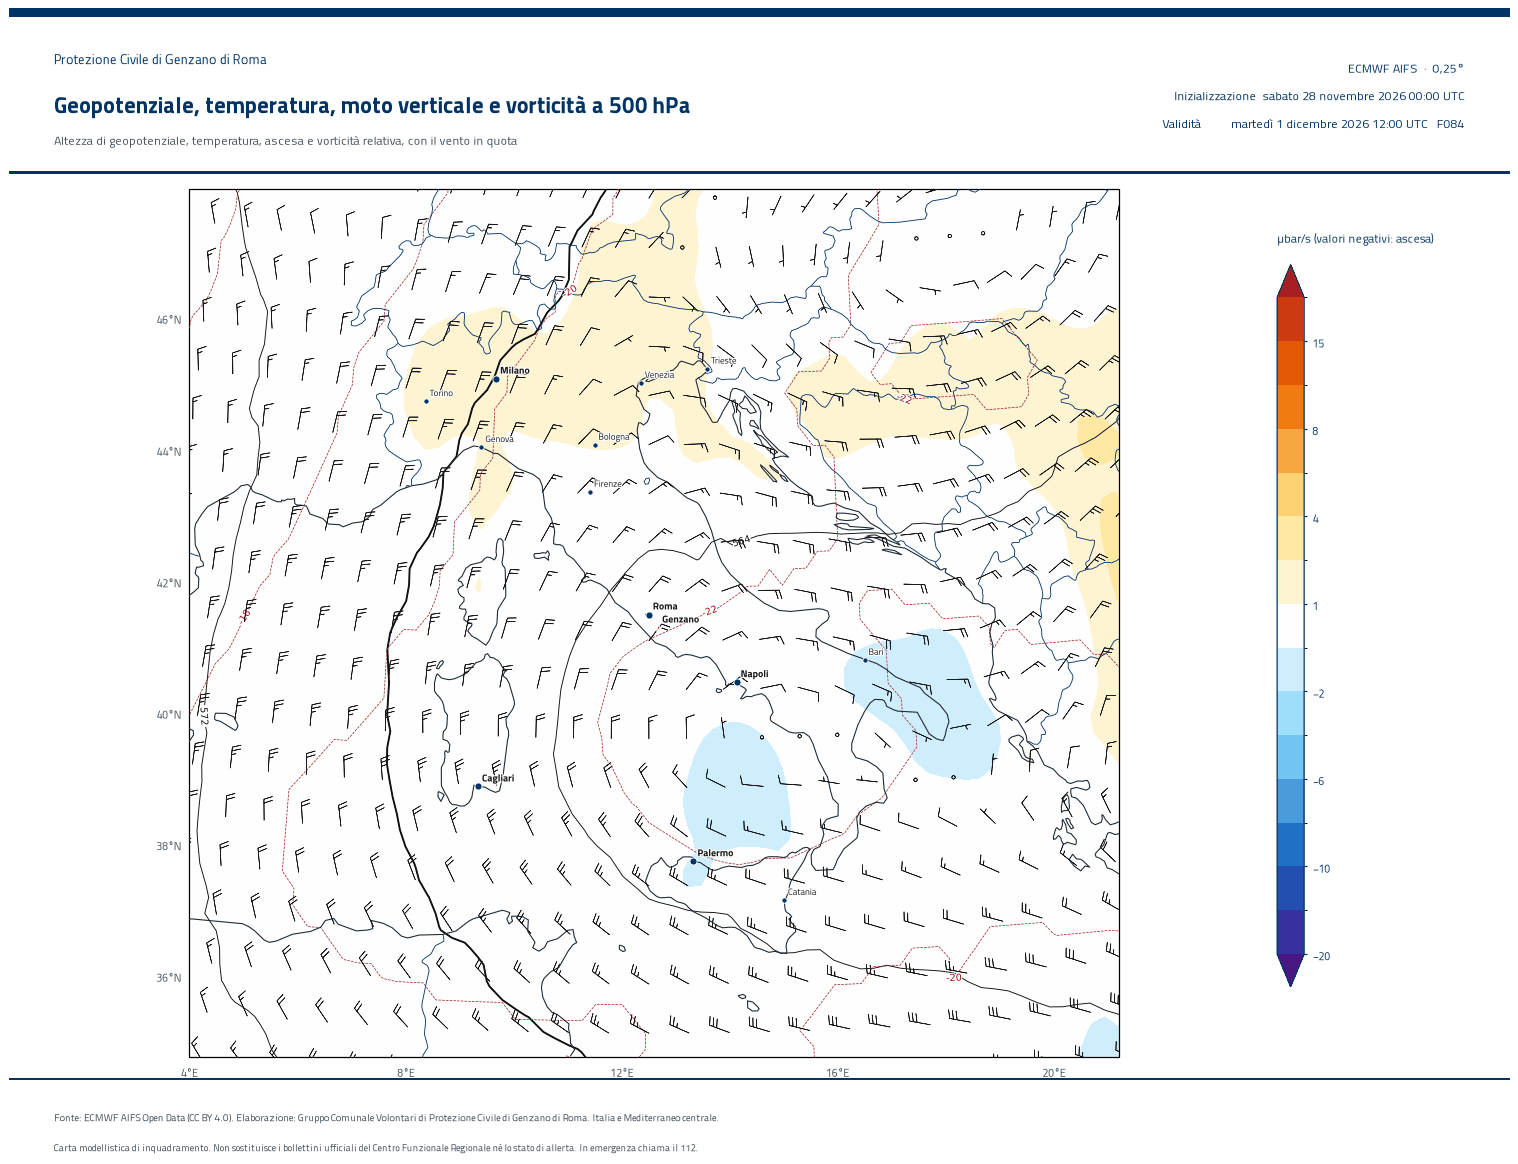 Protezione Civile di Genzano di Roma
Geopotenziale, temperatura, moto verticale e vorticità a 500 hPa
Altezza di geopotenziale, temperatura, ascesa e vorticità relativa, con il vento in quota
ECMWF AIFS · 0,25°
Inizializzazione sabato 28 novembre 2026 00:00 UTC
Validità martedì 1 dicembre 2026 12:00 UTC F084
µbar/s (valori negativi: ascesa)
15
8
4
1
−2
−6
−10
−20
46°N
44°N
42°N
40°N
38°N
36°N
4°E
8°E
12°E
16°E
20°E
-20
Milano
Torino
Trieste
Venezia
Genova
Bologna
Firenze
-22
564
-18
Roma
Genzano
-22
Bari
Napoli
572
Cagliari
Palermo
Catania
-20
Fonte: ECMWF AIFS Open Data (CC BY 4.0). Elaborazione: Gruppo Comunale Volontari di Protezione Civile di Genzano di Roma. Italia e Mediterraneo centrale.
Carta modellistica di inquadramento. Non sostituisce i bollettini ufficiali del Centro Funzionale Regionale né lo stato di allerta. In emergenza chiama il 112.